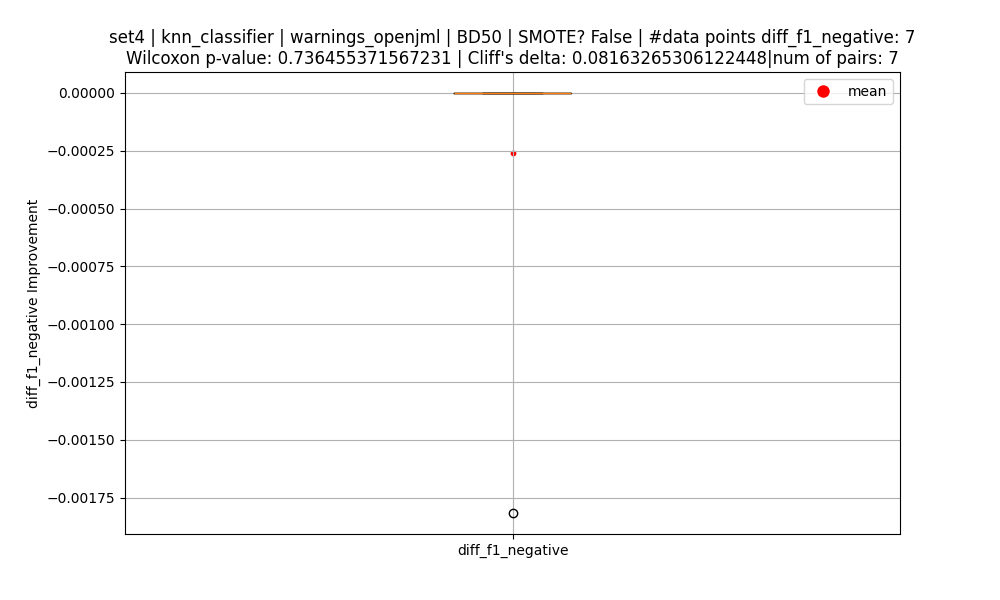 set4 | knn_classifier | warnings_openjml | BD50 | SMOTE? False | #data points diff_f1_negative: 7
Wilcoxon p-value: 0.736455371567231 | Cliff's delta: 0.08163265306122448|num of pairs: 7
mean
0.00000
−0.00025
−0.00050
−0.00075
−0.00100
−0.00125
−0.00150
−0.00175
diff_f1_negative Improvement
diff_f1_negative